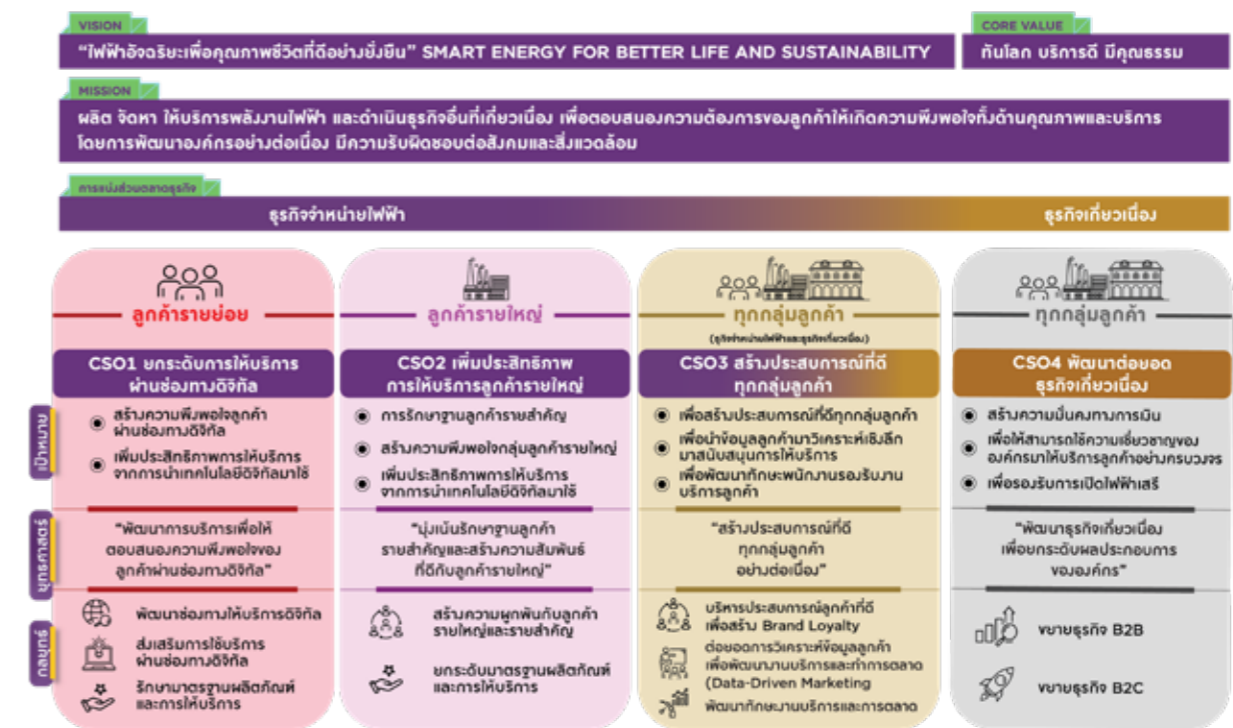 VISION
“ไฟฟ้าอัจฉริยะเพื่อคุณภาพชีวิตที่ดีอย่างยั่งยืน” SMART ENERGY FOR BETTER LIFE AND SUSTAINABILITY
CORE VALUE
ทันโลก บริการดี มีคุณธรรม
MISSION
ผลิต จัดหา ให้บริการพลังงานไฟฟ้า และดำเนินธุรกิจอื่นที่เกี่ยวเนื่อง เพื่อตอบสนองความต้องการของลูกค้าให้เกิดความพึงพอใจทั้งด้านคุณภาพและบริการ
โดยการพัฒนาองค์กรอย่างต่อเนื่อง มีความรับผิดชอบต่อสังคมและสิ่งแวดล้อม
การแบ่งส่วนตลาดธุรกิจ
ธุรกิจจำหน่ายไฟฟ้า
ธุรกิจเกี่ยวเนื่อง
ลูกค้ารายย่อย
CSO1 ยกระดับการให้บริการ
ผ่านช่องทางดิจิทัล
ลูกค้ารายใหญ่
CSO2 เพิ่มประสิทธิภาพ
การให้บริการลูกค้ารายใหญ่
ทุกกลุ่มลูกค้า
(ธุรกิจจำหน่ายไฟฟ้าและธุรกิจเกี่ยวเนื่อง)
CSO3 สร้างประสบการณ์ที่ดี
ทุกกลุ่มลูกค้า
ทุกกลุ่มลูกค้า
CSO4 พัฒนาต่อยอด
ธุรกิจเกี่ยวเนื่อง
เป้าหมาย
สร้างความพึงพอใจลูกค้า
ผ่านช่องทางดิจิทัล
เพิ่มประสิทธิภาพการให้บริการ
จากการนำเทคโนโลยีดิจิทัลมาใช้
การรักษาฐานลูกค้ารายสำคัญ
สร้างความพึงพอใจกลุ่มลูกค้ารายใหญ่
เพิ่มประสิทธิภาพการให้บริการ
จากการนำเทคโนโลยีดิจิทัลมาใช้
เพื่อสร้างประสบการณ์ที่ดีทุกกลุ่มลูกค้า
เพื่อนำข้อมูลลูกค้ามาวิเคราะห์เชิงลึก
มาสนับสนุนการให้บริการ
เพื่อพัฒนาทักษะพนักงานรองรับงาน
บริการลูกค้า
สร้างความมั่นคงทางการเงิน
เพื่อให้สามารถใช้ความเชี่ยวชาญของ
องค์กรมาให้บริการลูกค้าอย่างครบวงจร
เพื่อรองรับการเปิดไฟฟ้าเสรี
ยุทธศาสตร์
“พัฒนาการบริการเพื่อให้
ตอบสนองความพึงพอใจของ
ลูกค้าผ่านช่องทางดิจิทัล”
“มุ่งเน้นรักษาฐานลูกค้า
รายสำคัญและสร้างความสัมพันธ์
ที่ดีกับลูกค้ารายใหญ่”
“สร้างประสบการณ์ที่ดี
ทุกกลุ่มลูกค้า
อย่างต่อเนื่อง”
“พัฒนาธุรกิจเกี่ยวเนื่อง
เพื่อยกระดับผลประกอบการ
ขององค์กร”
กลยุทธ์
พัฒนาช่องทางให้บริการดิจิทัล
ส่งเสริมการใช้บริการ
ผ่านช่องทางดิจิทัล
รักษามาตรฐานผลิตภัณฑ์
และการให้บริการ
สร้างความผูกพันกับลูกค้า
รายใหญ่และรายสำคัญ
ยกระดับมาตรฐานผลิตภัณฑ์
และการให้บริการ
บริหารประสบการณ์ลูกค้าที่ดี
เพื่อสร้าง Brand Loyalty
ต่อยอดการวิเคราะห์ข้อมูลลูกค้า
เพื่อพัฒนางานบริการและทำการตลาด
(Data-Driven Marketing
พัฒนาทักษะงานบริการและการตลาด
ขยายธุรกิจ B2B
ขยายธุรกิจ B2C